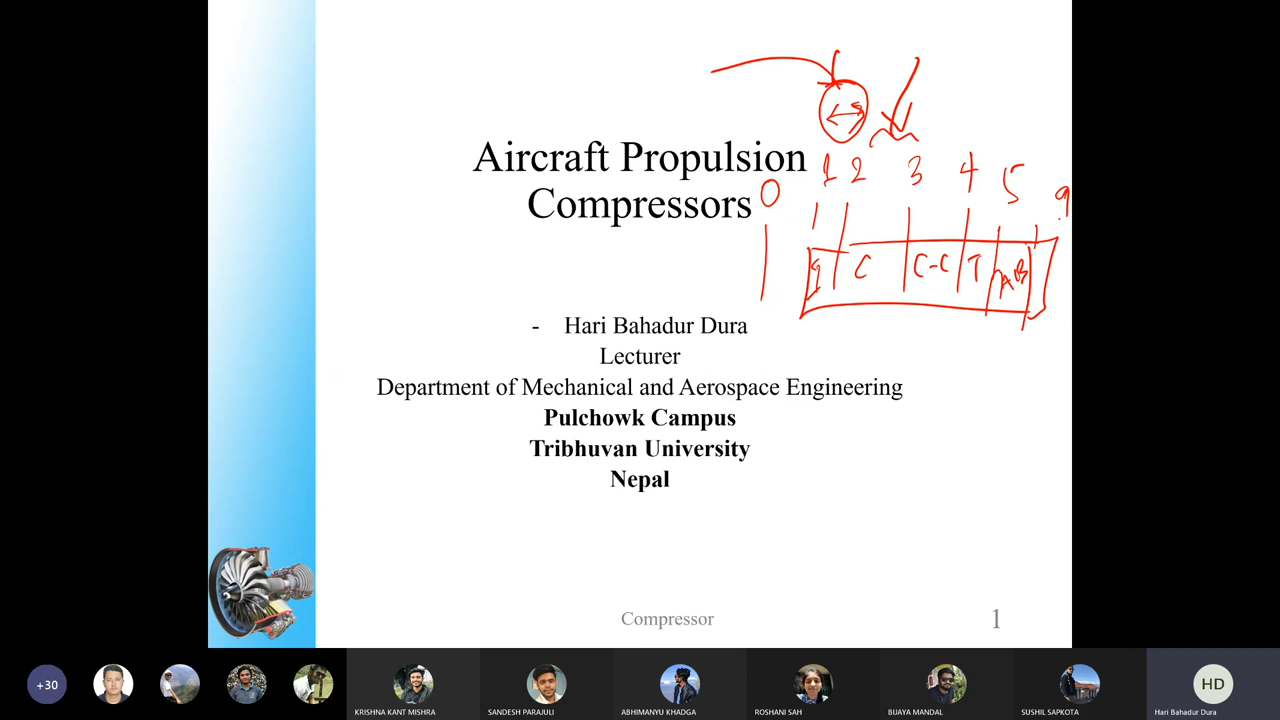 Aircraft Propulsion
Compressors
0 1 2 3 4 5 9
I C C-C T AB
- Hari Bahadur Dura
Lecturer
Department of Mechanical and Aerospace Engineering
Pulchowk Campus
Tribhuvan University
Nepal
Compressor
1
+30
KRISHNA KANT MISHRA
SANDESH PARAJULI
ABHIMANYU KHADGA
ROSHANI SAH
BIJAYA MANDAL
SUSHIL SAPKOTA
HD
Hari Bahadur Dura